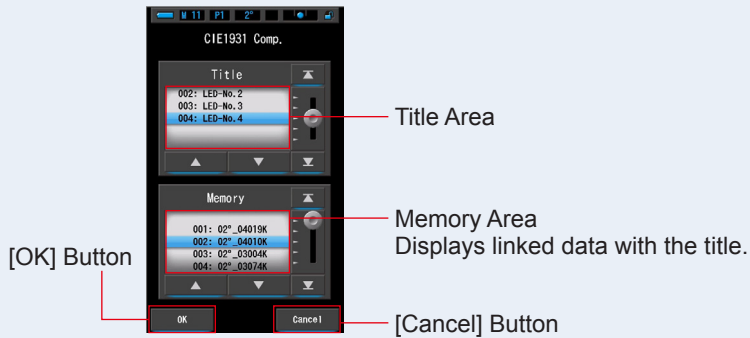 M 11 P1 2°
CIE1931 Comp.
Title
002: LED-No.2
003: LED-No.3
004: LED-No.4
Title Area
Memory
001: 02°_04019K
002: 02°_04010K
003: 02°_03004K
004: 02°_03074K
Memory Area
Displays linked data with the title.
[OK] Button
OK
Cancel
[Cancel] Button